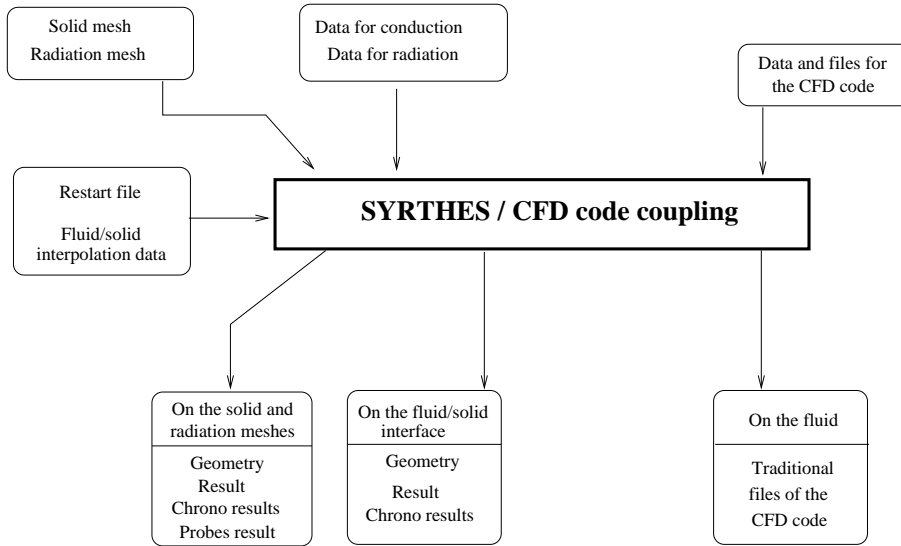 Solid mesh
Radiation mesh
Data for conduction
Data for radiation
Data and files for
the CFD code
Restart file
Fluid/solid
interpolation data
SYRTHES / CFD code coupling
On the solid and
radiation meshes
Geometry
Result
Chrono results
Probes result
On the fluid/solid
interface
Geometry
Result
Chrono results
On the fluid
Traditional
files of the
CFD code